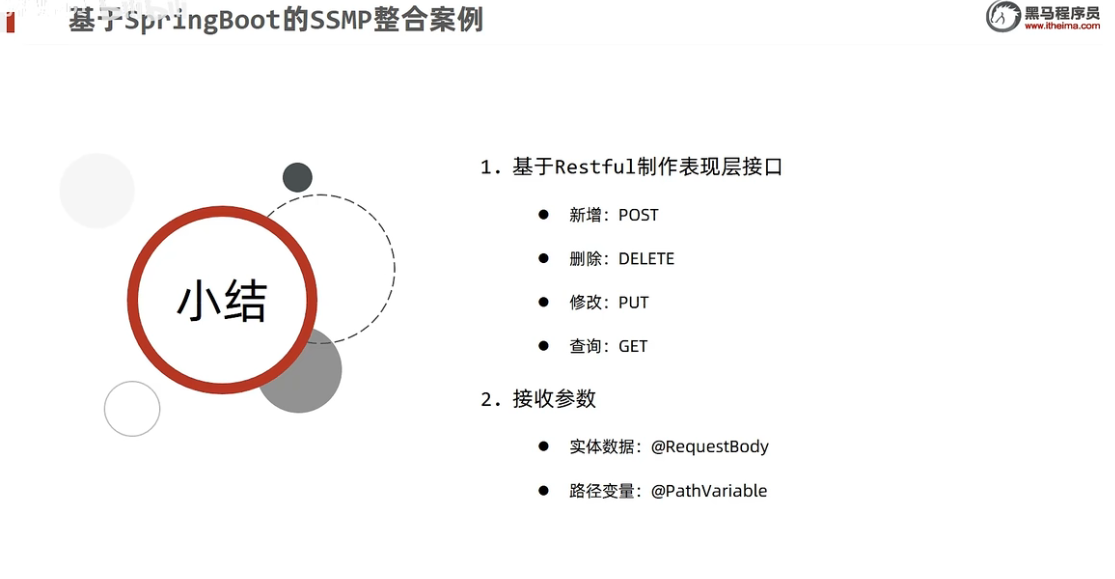 基于SpringBoot的SSMP整合案例
黑马程序员
www.itheima.com
小结
1. 基于Restful制作表现层接口
● 新增：POST
● 删除：DELETE
● 修改：PUT
● 查询：GET
2. 接收参数
● 实体数据：@RequestBody
● 路径变量：@PathVariable